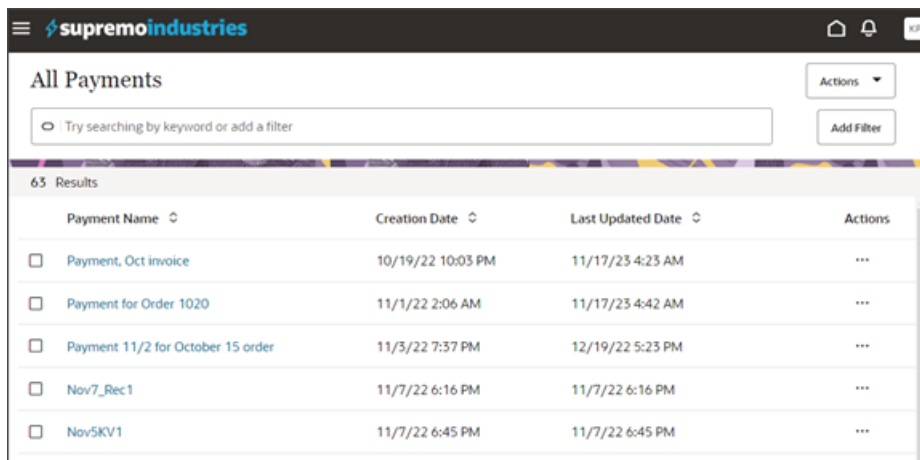 supremoindustries
All Payments
Actions
Try searching by keyword or add a filter
Add Filter
63 Results
Payment Name Creation Date Last Updated Date Actions
Payment, Oct invoice 10/19/22 10:03 PM 11/17/23 4:23 AM ...
Payment for Order 1020 11/1/22 2:06 AM 11/17/23 4:42 AM ...
Payment 11/2 for October 15 order 11/3/22 7:37 PM 12/19/22 5:23 PM ...
Nov7_Rec1 11/7/22 6:16 PM 11/7/22 6:16 PM ...
Nov5KV1 11/7/22 6:45 PM 11/7/22 6:45 PM ...